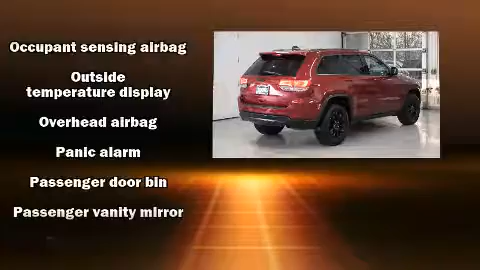 Occupant sensing airbag
Outside
temperature display
Overhead airbag
Panic alarm
Passenger door bin
Passenger vanity mirror